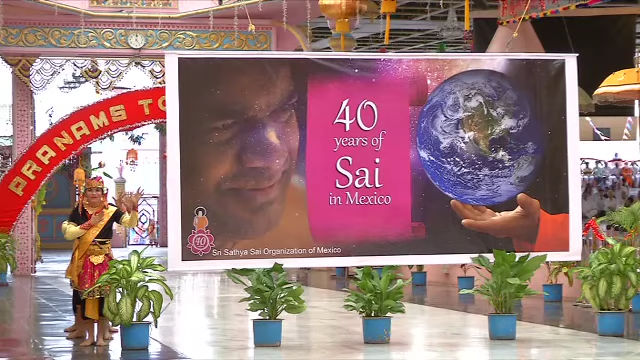 PRANAMS TO
40
years of
Sai
in Mexico
40
Sri Sathya Sai Organization of Mexico